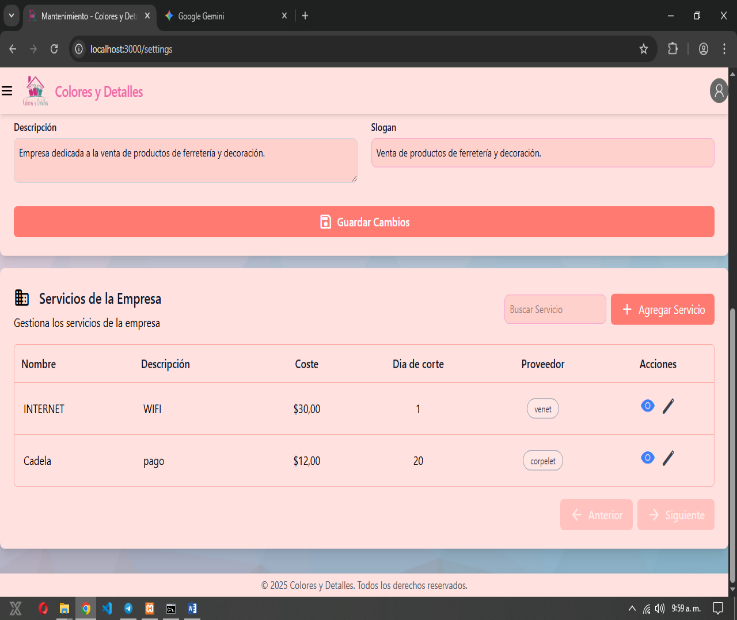 Mantenimiento - Colores y Det
Google Gemini
localhost:3000/settings
Colores y Detalles
Colores y Detalles
Descripción
Slogan
Empresa dedicada a la venta de productos de ferretería y decoración.
Venta de productos de ferretería y decoración.
Guardar Cambios
Servicios de la Empresa
Gestiona los servicios de la empresa
Buscar Servicio
Agregar Servicio
Nombre Descripción Coste Dia de corte Proveedor Acciones
INTERNET WIFI $30,00 1 venet
Cadela pago $12,00 20 corpelet
Anterior
Siguiente
© 2025 Colores y Detalles. Todos los derechos reservados.
9:59 a. m.